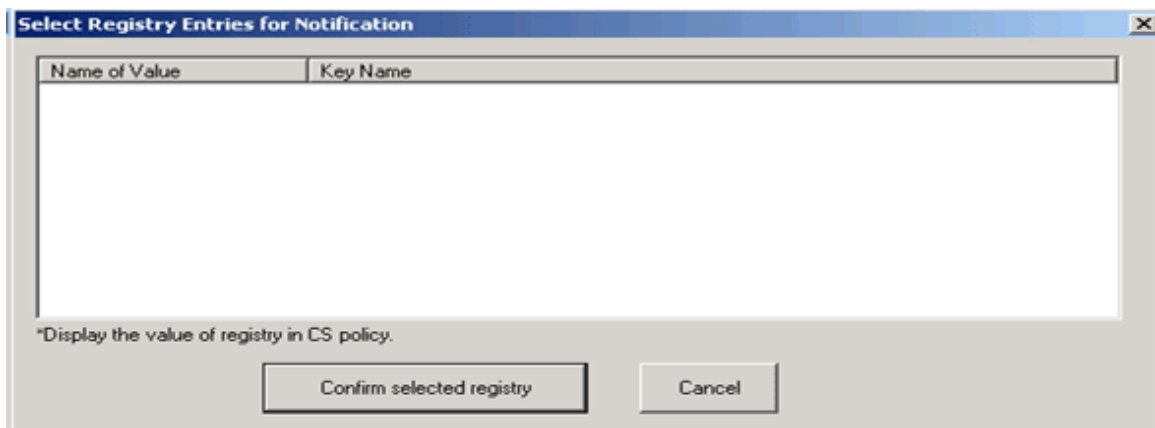 Select Registry Entries for Notification
Name of Value Key Name
*Display the value of registry in CS policy.
Confirm selected registry Cancel